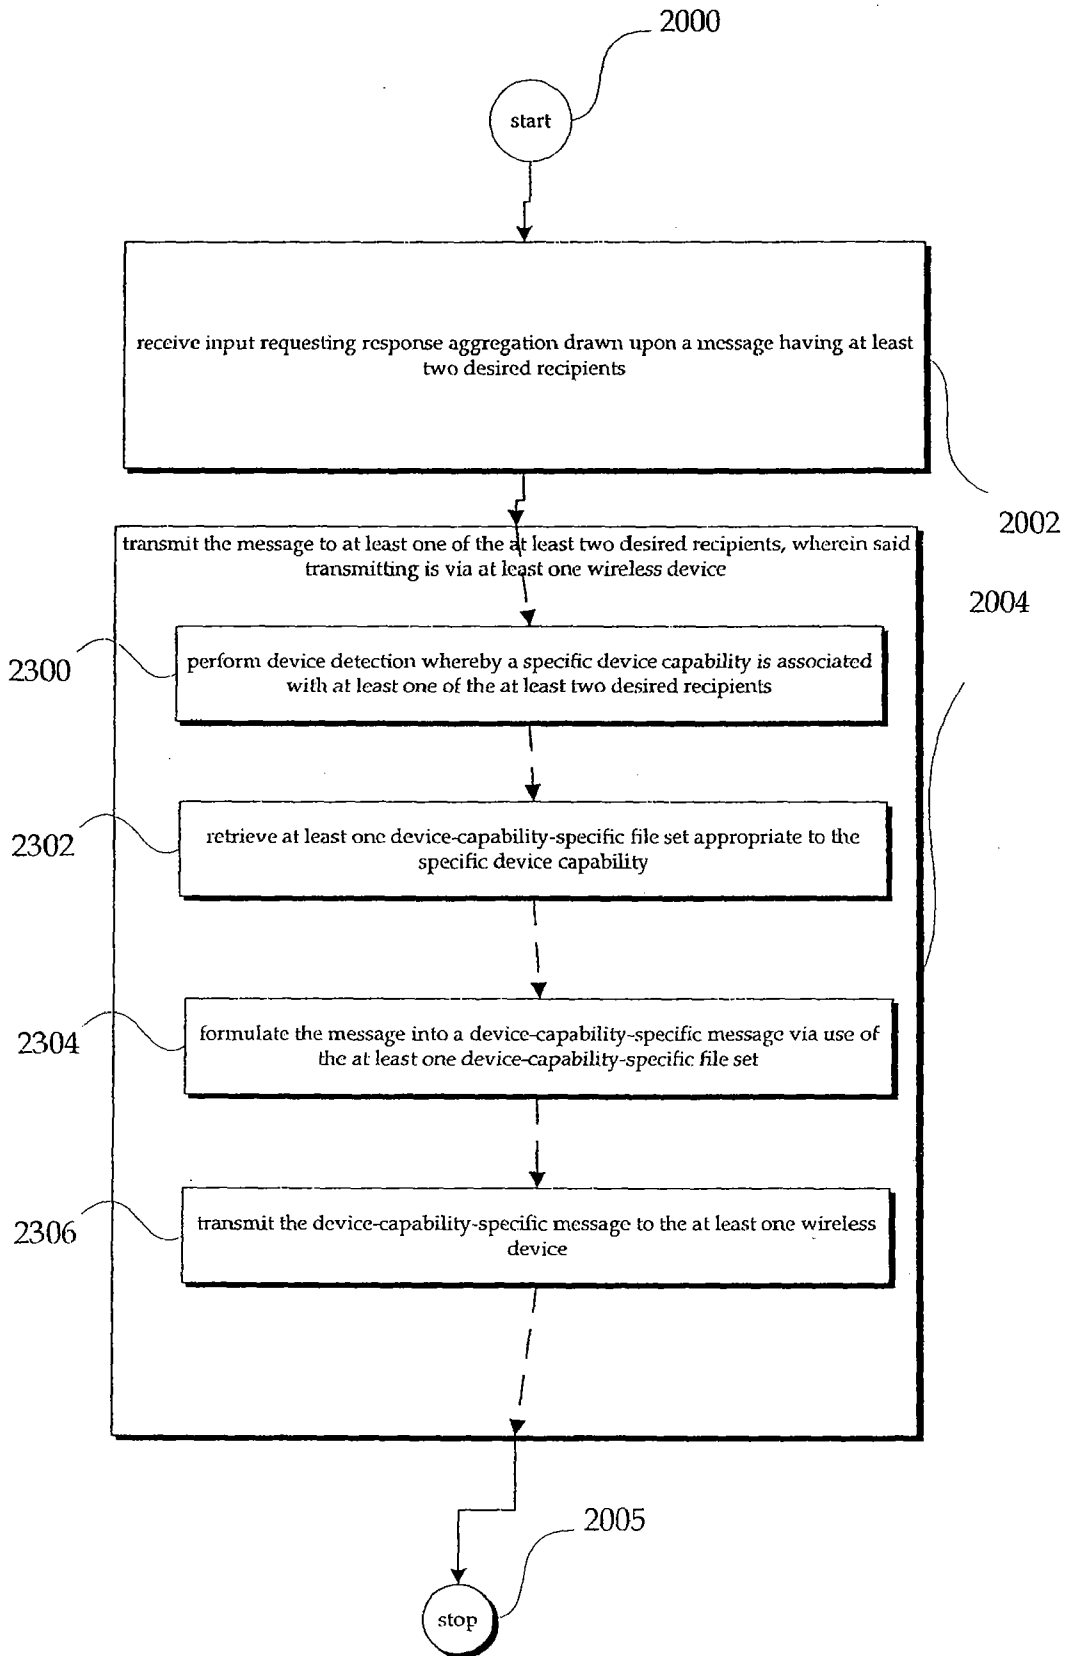 2000
start
receive input requesting response aggregation drawn upon a message having at least
two desired recipients
2002
transmit the message to at least one of the at least two desired recipients, wherein said
transmitting is via at least one wireless device
2004
2300
perform device detection whereby a specific device capability is associated
with at least one of the at least two desired recipients
2302
retrieve at least one device-capability-specific file set appropriate to the
specific device capability
2304
formulate the message into a device-capability-specific message via use of
the at least one device-capability-specific file set
2306
transmit the device-capability-specific message to the at least one wireless
device
2005
stop